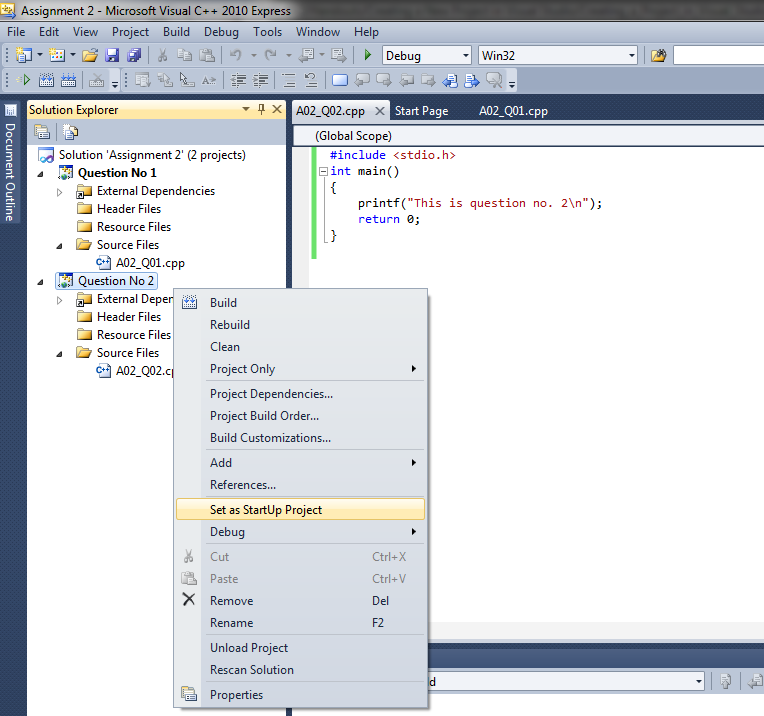 Assignment 2 - Microsoft Visual C++ 2010 Express
File Edit View Project Build Debug Tools Window Help
Debug Win32
Document Outline
Solution Explorer
Solution 'Assignment 2' (2 projects)
Question No 1
External Dependencies
Header Files
Resource Files
Source Files
A02_Q01.cpp
Question No 2
External Depen
Header Files
Resource Files
Source Files
A02_Q02.cp
A02_Q02.cpp Start Page A02_Q01.cpp
(Global Scope)
#include <stdio.h>
int main()
{
printf("This is question no. 2\n");
return 0;
}
Build
Rebuild
Clean
Project Only
Project Dependencies...
Project Build Order...
Build Customizations...
Add
References...
Set as StartUp Project
Debug
Cut Ctrl+X
Paste Ctrl+V
Remove Del
Rename F2
Unload Project
Rescan Solution
Properties
d